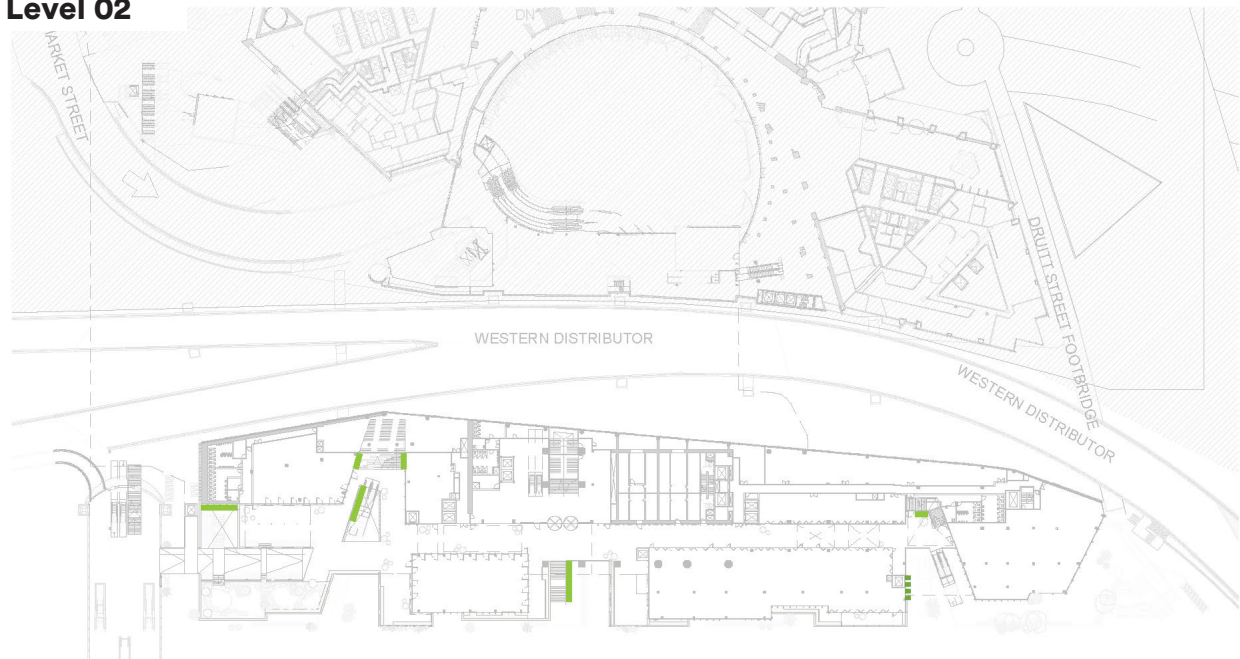 Level 02
DN
MARKET STREET
WESTERN DISTRIBUTOR
DRUITT STREET FOOTBRIDGE
WESTERN DISTRIBUTOR